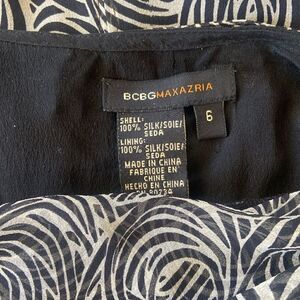 BCBGMAXAZRIA
6
SHELL:
100% SILK/SOIE/
SEDA
LINING:
100% SILK/SOIE/
SEDA
MADE IN CHINA
FABRIQUE EN
CHINE
HECHO EN CHINA